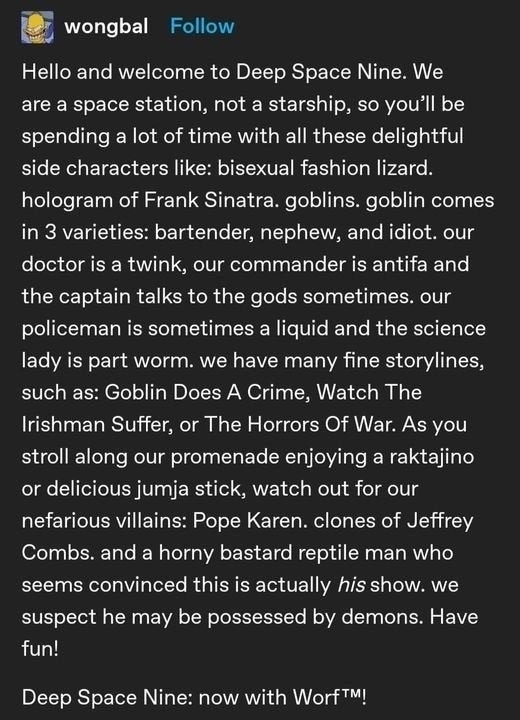 wongbal Follow
Hello and welcome to Deep Space Nine. We
are a space station, not a starship, so you’ll be
spending a lot of time with all these delightful
side characters like: bisexual fashion lizard.
hologram of Frank Sinatra. goblins. goblin comes
in 3 varieties: bartender, nephew, and idiot. our
doctor is a twink, our commander is antifa and
the captain talks to the gods sometimes. our
policeman is sometimes a liquid and the science
lady is part worm. we have many fine storylines,
such as: Goblin Does A Crime, Watch The
Irishman Suffer, or The Horrors Of War. As you
stroll along our promenade enjoying a raktajino
or delicious jumja stick, watch out for our
nefarious villains: Pope Karen. clones of Jeffrey
Combs. and a horny bastard reptile man who
seems convinced this is actually his show. we
suspect he may be possessed by demons. Have
fun!
Deep Space Nine: now with Worf™!